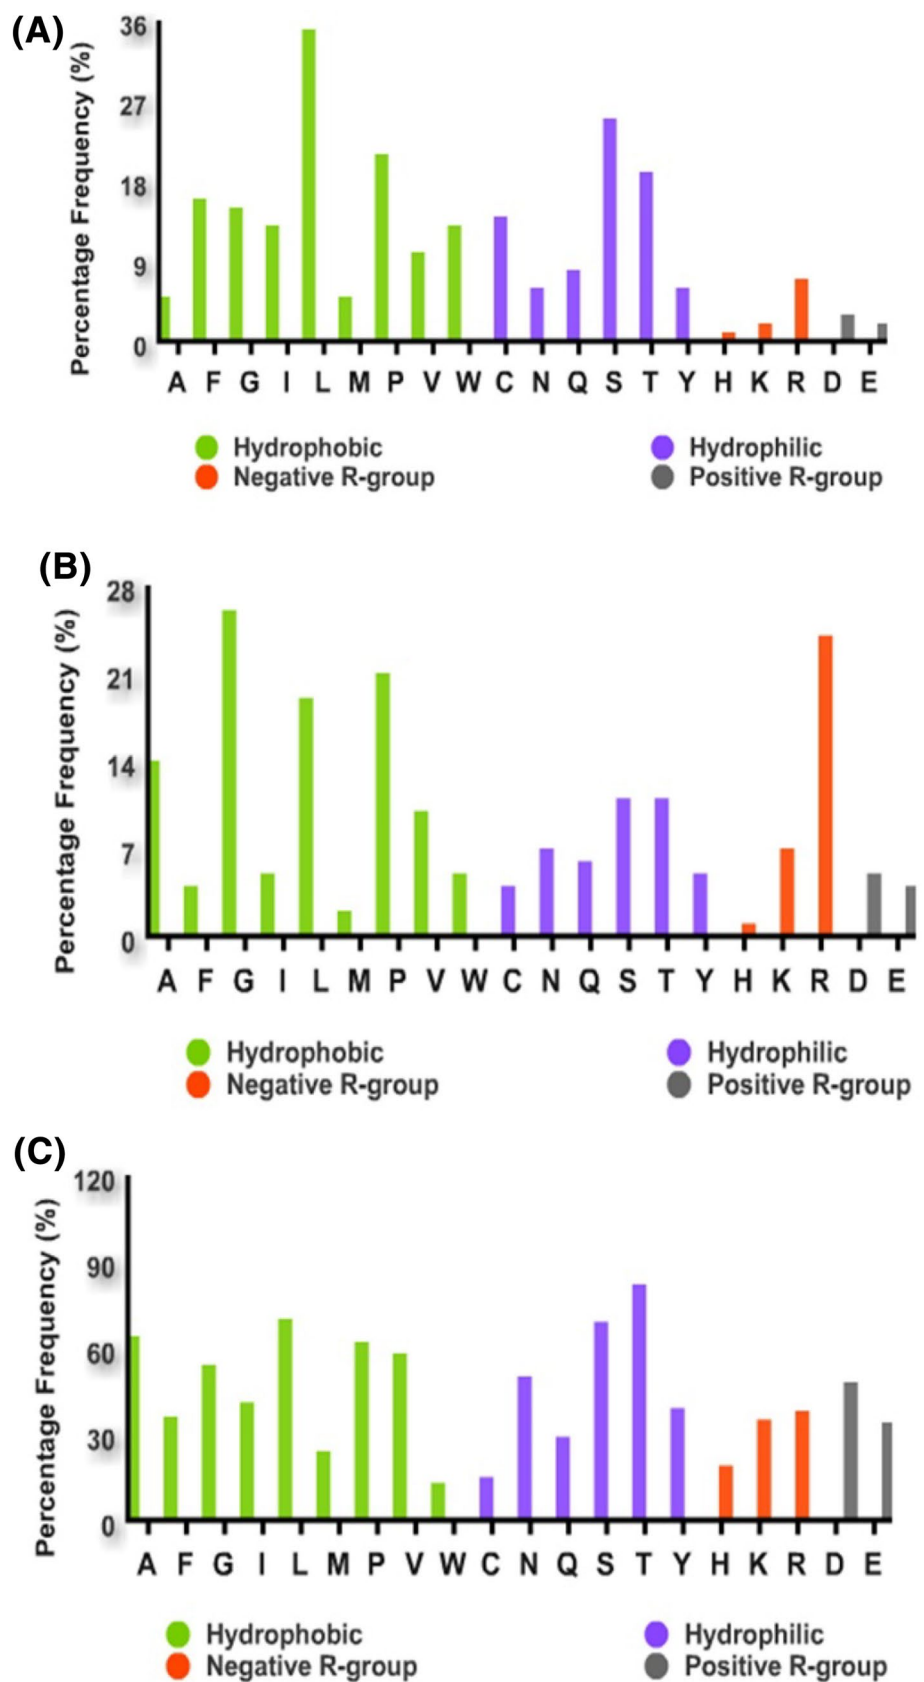 (A)
Percentage Frequency (%)
36
27
18
9
0
A F G I L M P V W C N Q S T Y H K R D E
Hydrophobic Hydrophilic
Negative R-group Positive R-group
(B)
Percentage Frequency (%)
28
21
14
7
0
A F G I L M P V W C N Q S T Y H K R D E
Hydrophobic Hydrophilic
Negative R-group Positive R-group
(C)
Percentage Frequency (%)
120
90
60
30
0
A F G I L M P V W C N Q S T Y H K R D E
Hydrophobic Hydrophilic
Negative R-group Positive R-group